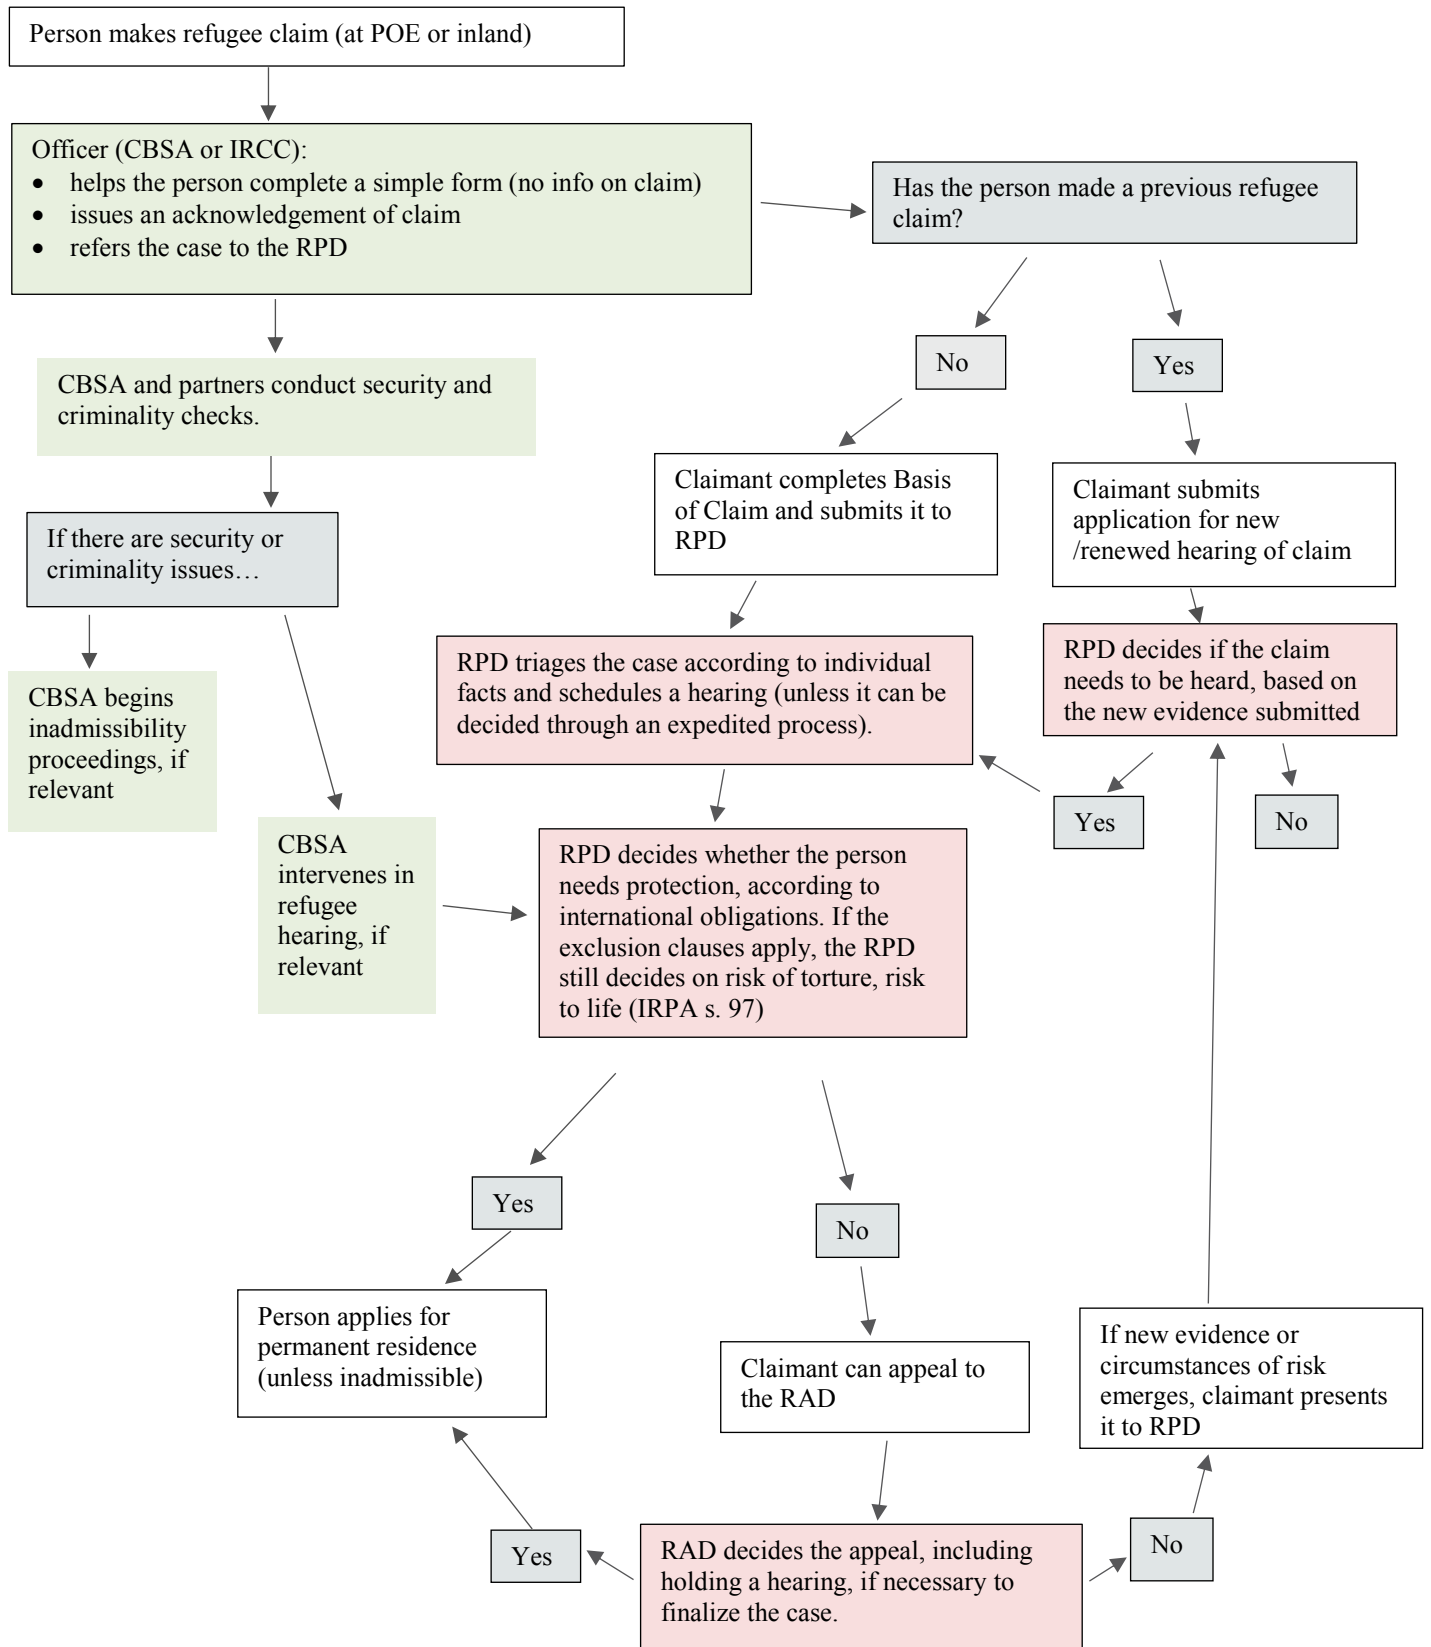 Person makes refugee claim (at POE or inland)
Officer (CBSA or IRCC):
• helps the person complete a simple form (no info on claim)
• issues an acknowledgement of claim
• refers the case to the RPD
Has the person made a previous refugee
claim?
No
Yes
CBSA and partners conduct security and
criminality checks.
Claimant completes Basis
of Claim and submits it to
RPD
Claimant submits
application for new
/renewed hearing of claim
If there are security or
criminality issues…
RPD triages the case according to individual
facts and schedules a hearing (unless it can be
decided through an expedited process).
RPD decides if the claim
needs to be heard, based on
the new evidence submitted
CBSA begins
inadmissibility
proceedings, if
relevant
Yes
No
CBSA
intervenes in
refugee
hearing, if
relevant
RPD decides whether the person
needs protection, according to
international obligations. If the
exclusion clauses apply, the RPD
still decides on risk of torture, risk
to life (IRPA s. 97)
Yes
No
Person applies for
permanent residence
(unless inadmissible)
Claimant can appeal to
the RAD
If new evidence or
circumstances of risk
emerges, claimant presents
it to RPD
Yes
RAD decides the appeal, including
holding a hearing, if necessary to
finalize the case.
No